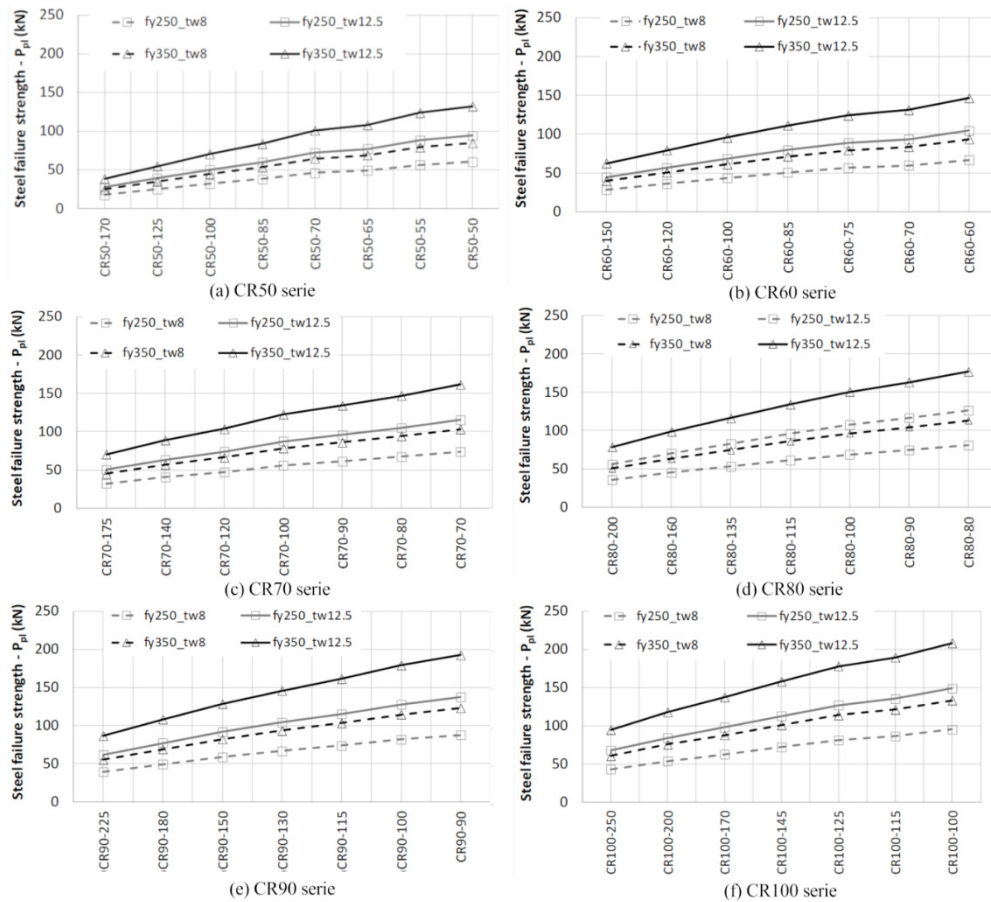 Steel failure strength - Ppl (kN)
250
200
150
100
50
0
fy250_tw8
fy250_tw12.5
fy350_tw8
fy350_tw12.5
CR50-170
CR50-125
CR50-100
CR50-85
CR50-70
CR50-65
CR50-55
CR50-50
(a) CR50 serie
Steel failure strength - Ppl (kN)
250
200
150
100
50
0
fy250_tw8
fy250_tw12.5
fy350_tw8
fy350_tw12.5
CR60-150
CR60-120
CR60-100
CR60-85
CR60-75
CR60-70
CR60-60
(b) CR60 serie
Steel failure strength - Ppl (kN)
250
200
150
100
50
0
fy250_tw8
fy250_tw12.5
fy350_tw8
fy350_tw12.5
CR70-175
CR70-140
CR70-120
CR70-100
CR70-90
CR70-80
CR70-70
(c) CR70 serie
Steel failure strength - Ppl (kN)
250
200
150
100
50
0
fy250_tw8
fy250_tw12.5
fy350_tw8
fy350_tw12.5
CR80-200
CR80-160
CR80-135
CR80-115
CR80-100
CR80-90
CR80-80
(d) CR80 serie
Steel failure strength - Ppl (kN)
250
200
150
100
50
0
fy250_tw8
fy250_tw12.5
fy350_tw8
fy350_tw12.5
CR90-225
CR90-180
CR90-150
CR90-130
CR90-115
CR90-100
CR90-90
(e) CR90 serie
Steel failure strength - Ppl (kN)
250
200
150
100
50
0
fy250_tw8
fy250_tw12.5
fy350_tw8
fy350_tw12.5
CR100-250
CR100-200
CR100-170
CR100-145
CR100-125
CR100-115
CR100-100
(f) CR100 serie